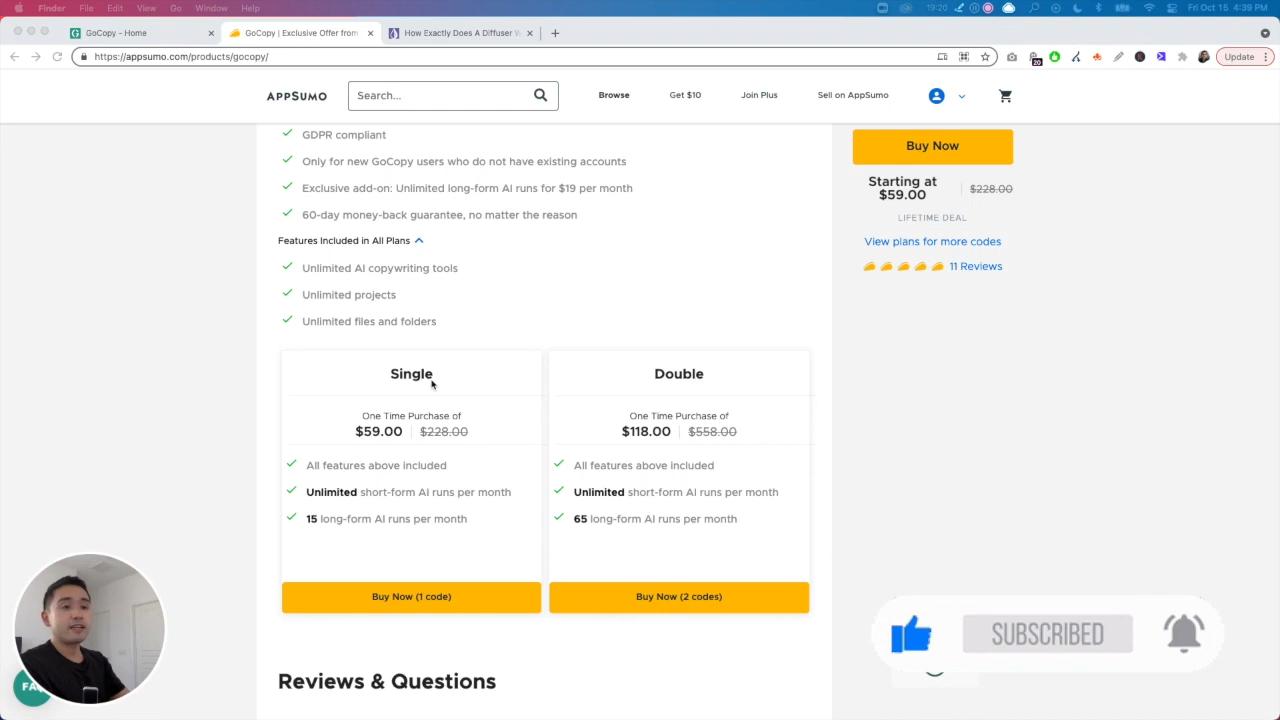 Finder File Edit View Go Window Help
19:20 Fri Oct 15 4:39 PM
GoCopy - Home
GoCopy | Exclusive Offer from
How Exactly Does A Diffuser W
https://appsumo.com/products/gocopy/
20
Update
APPSUMO
Search...
Browse
Get $10
Join Plus
Sell on AppSumo
GDPR compliant
Only for new GoCopy users who do not have existing accounts
Exclusive add-on: Unlimited long-form AI runs for $19 per month
60-day money-back guarantee, no matter the reason
Features Included in All Plans
Unlimited AI copywriting tools
Unlimited projects
Unlimited files and folders
Buy Now
Starting at
$59.00 $228.00
LIFETIME DEAL
View plans for more codes
11 Reviews
Single
One Time Purchase of
$59.00 $228.00
All features above included
Unlimited short-form AI runs per month
15 long-form AI runs per month
Buy Now (1 code)
Double
One Time Purchase of
$118.00 $558.00
All features above included
Unlimited short-form AI runs per month
65 long-form AI runs per month
Buy Now (2 codes)
SUBSCRIBED
FA
Reviews & Questions